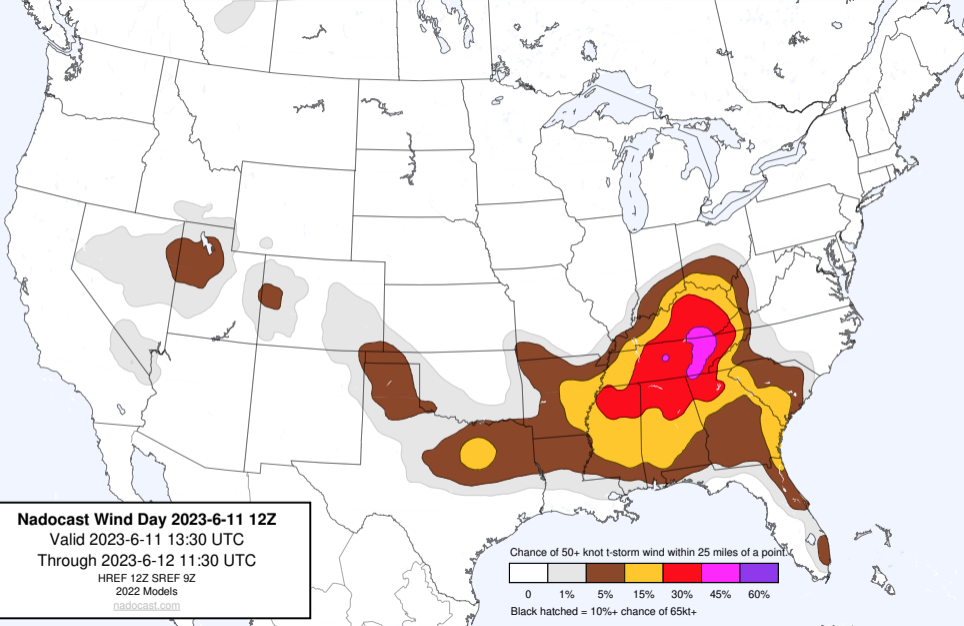 Nadocast Wind Day 2023-6-11 12Z
Valid 2023-6-11 13:30 UTC
Through 2023-6-12 11:30 UTC
HREF 12Z SREF 9Z
2022 Models
nadocast.com
Chance of 50+ knot t-storm wind within 25 miles of a point.
0 1% 5% 15% 30% 45% 60%
Black hatched = 10%+ chance of 65kt+